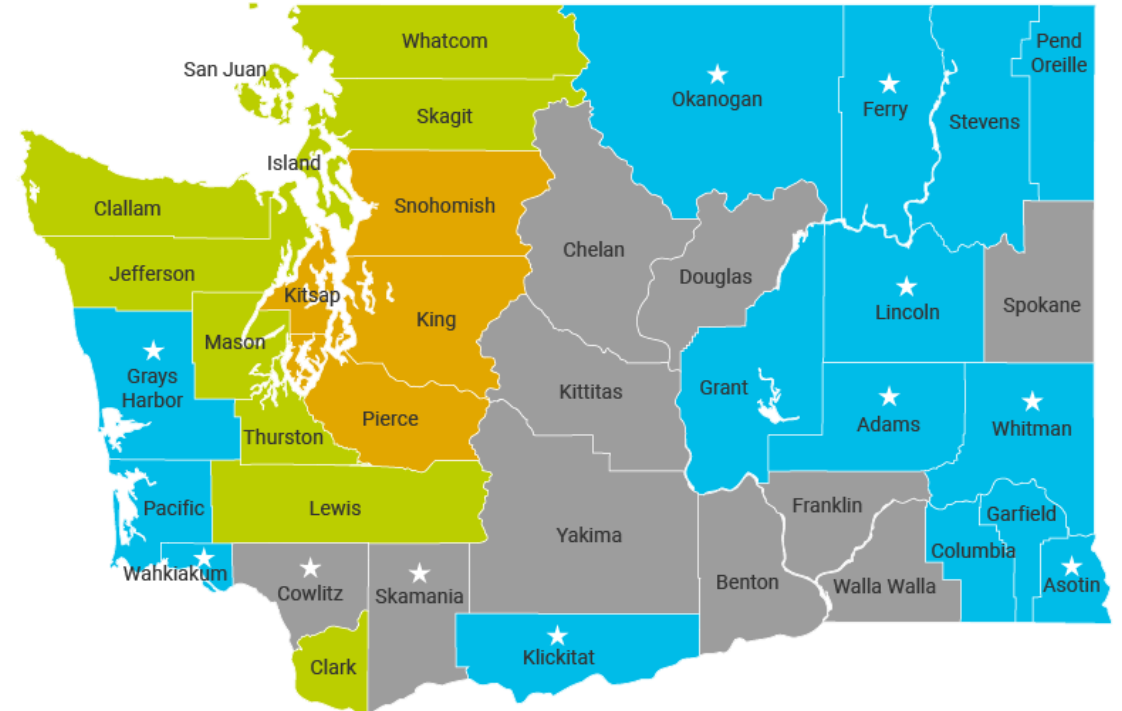 Whatcom
Pend
Oreille
San Juan
Okanogan
Ferry
Skagit
Stevens
Island
Snohomish
Clallam
Chelan
Jefferson
Douglas
Kitsap
Spokane
King
Lincoln
Mason
Grays
Harbor
Grant
Kittitas
Pierce
Adams
Whitman
Thurston
Pacific
Lewis
Franklin
Garfield
Yakima
Columbia
Wahkiakum
Cowlitz
Skamania
Benton
Walla Walla
Asotin
Klickitat
Clark